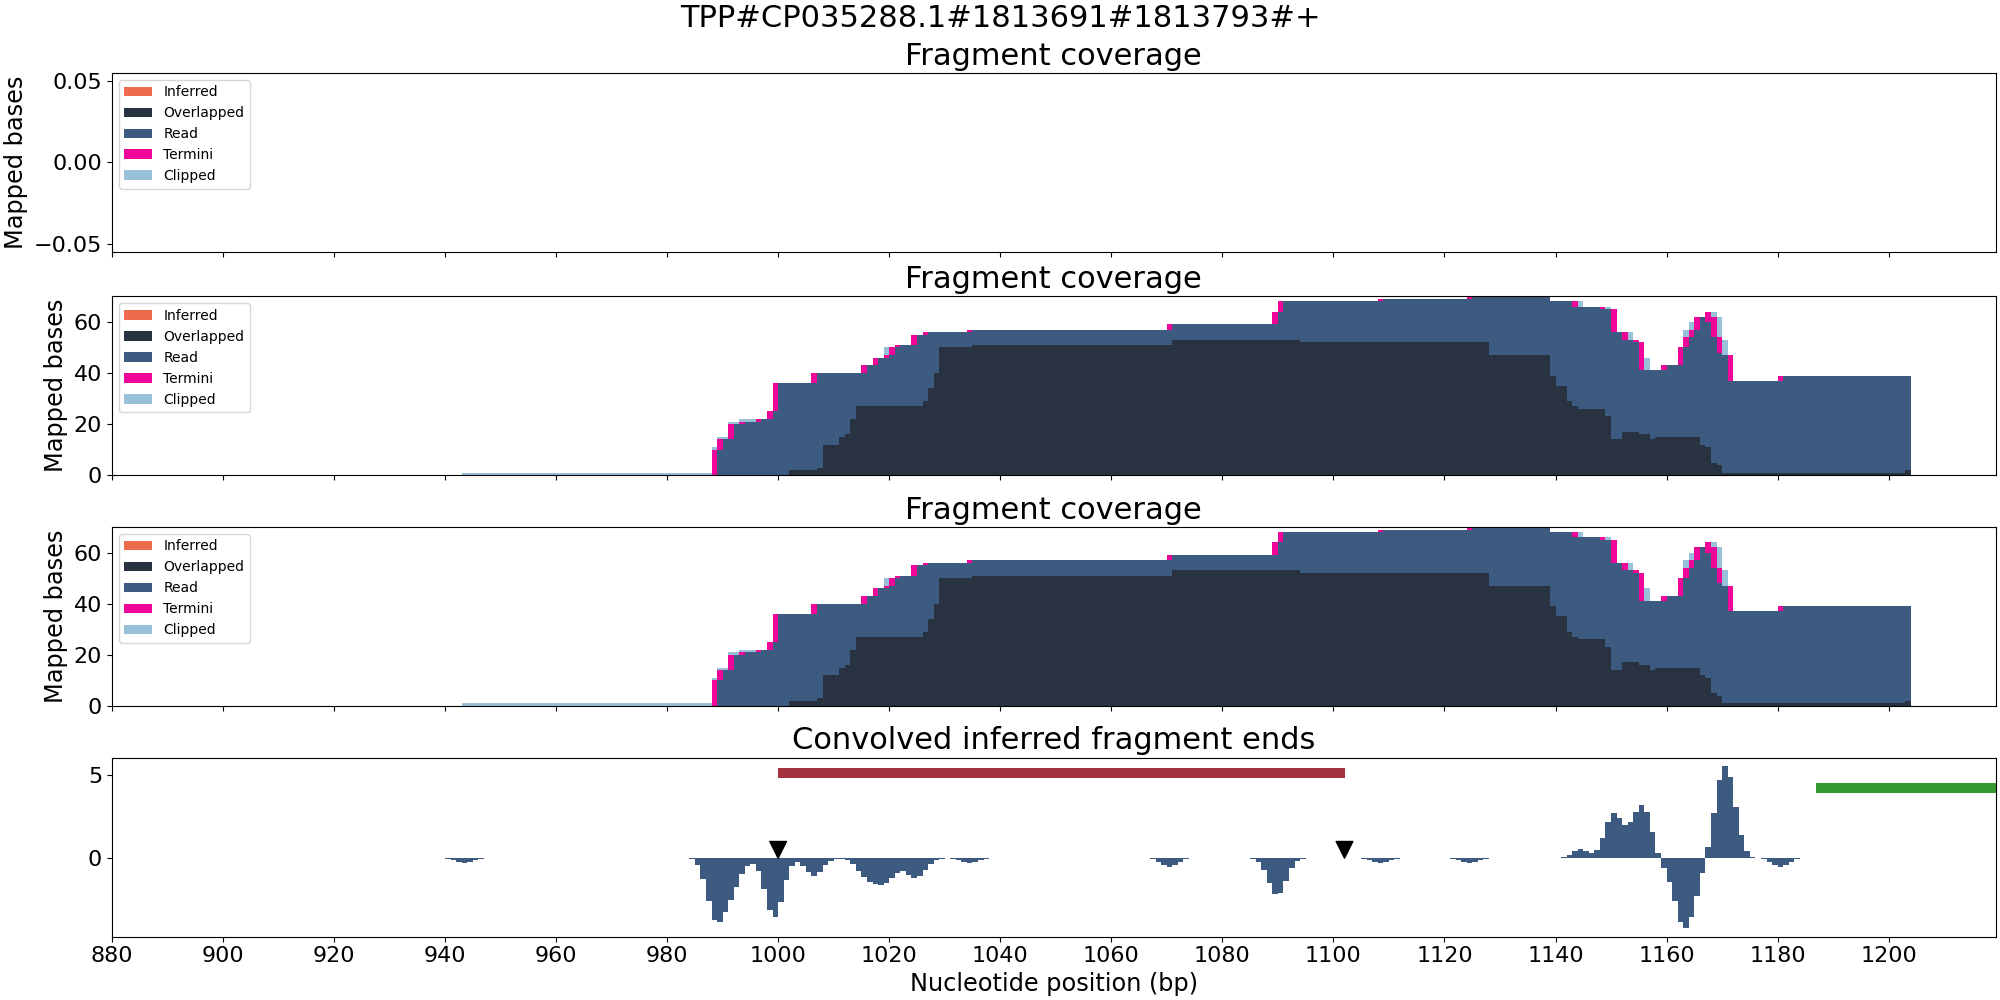 TPP#CP035288.1#1813691#1813793#+
Fragment coverage
Mapped bases
0.05
0.00
−0.05
Inferred
Overlapped
Read
Termini
Clipped
Fragment coverage
Mapped bases
60
40
20
0
Inferred
Overlapped
Read
Termini
Clipped
Fragment coverage
Mapped bases
60
40
20
0
Inferred
Overlapped
Read
Termini
Clipped
Convolved inferred fragment ends
5
0
880 900 920 940 960 980 1000 1020 1040 1060 1080 1100 1120 1140 1160 1180 1200
Nucleotide position (bp)